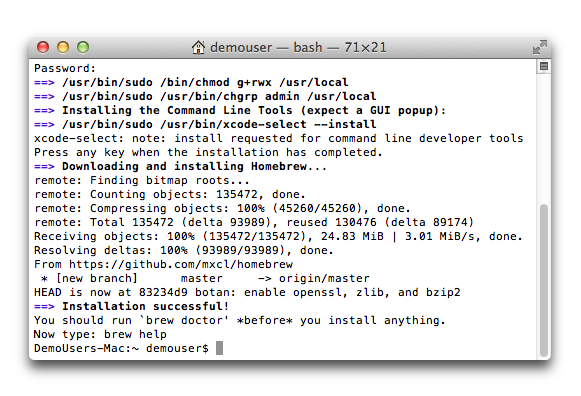 demouser — bash — 71×21
Password:
==> /usr/bin/sudo /bin/chmod g+rwx /usr/local
==> /usr/bin/sudo /usr/bin/chgrp admin /usr/local
==> Installing the Command Line Tools (expect a GUI popup):
==> /usr/bin/sudo /usr/bin/xcode-select --install
xcode-select: note: install requested for command line developer tools
Press any key when the installation has completed.
==> Downloading and installing Homebrew...
remote: Finding bitmap roots...
remote: Counting objects: 135472, done.
remote: Compressing objects: 100% (45260/45260), done.
remote: Total 135472 (delta 93989), reused 130476 (delta 89174)
Receiving objects: 100% (135472/135472), 24.83 MiB | 3.01 MiB/s, done.
Resolving deltas: 100% (93989/93989), done.
From https://github.com/mxcl/homebrew
 * [new branch]      master     -> origin/master
HEAD is now at 83234d9 botan: enable openssl, zlib, and bzip2
==> Installation successful!
You should run `brew doctor' *before* you install anything.
Now type: brew help
DemoUsers-Mac:~ demouser$